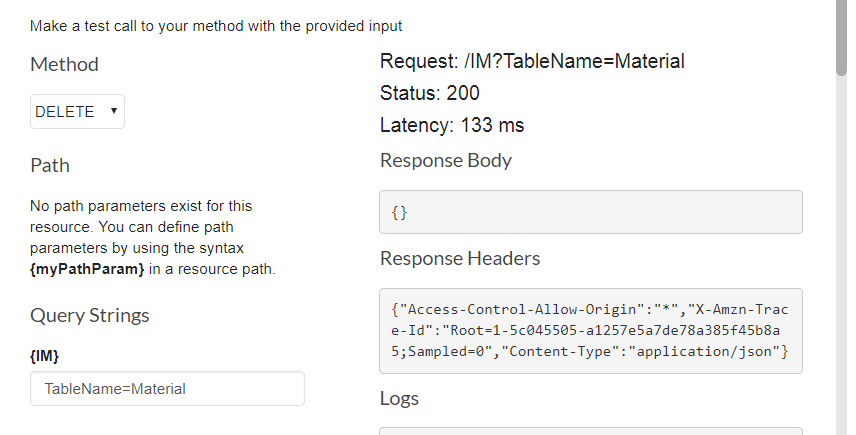 Make a test call to your method with the provided input
Method
DELETE
Path
No path parameters exist for this
resource. You can define path
parameters by using the syntax
{myPathParam} in a resource path.
Query Strings
{IM}
TableName=Material
Request: /IM?TableName=Material
Status: 200
Latency: 133 ms
Response Body
{}
Response Headers
{"Access-Control-Allow-Origin":"*","X-Amzn-Trac
e-Id":"Root=1-5c045505-a1257e5a7de78a385f45b8a
5;Sampled=0","Content-Type":"application/json"}
Logs